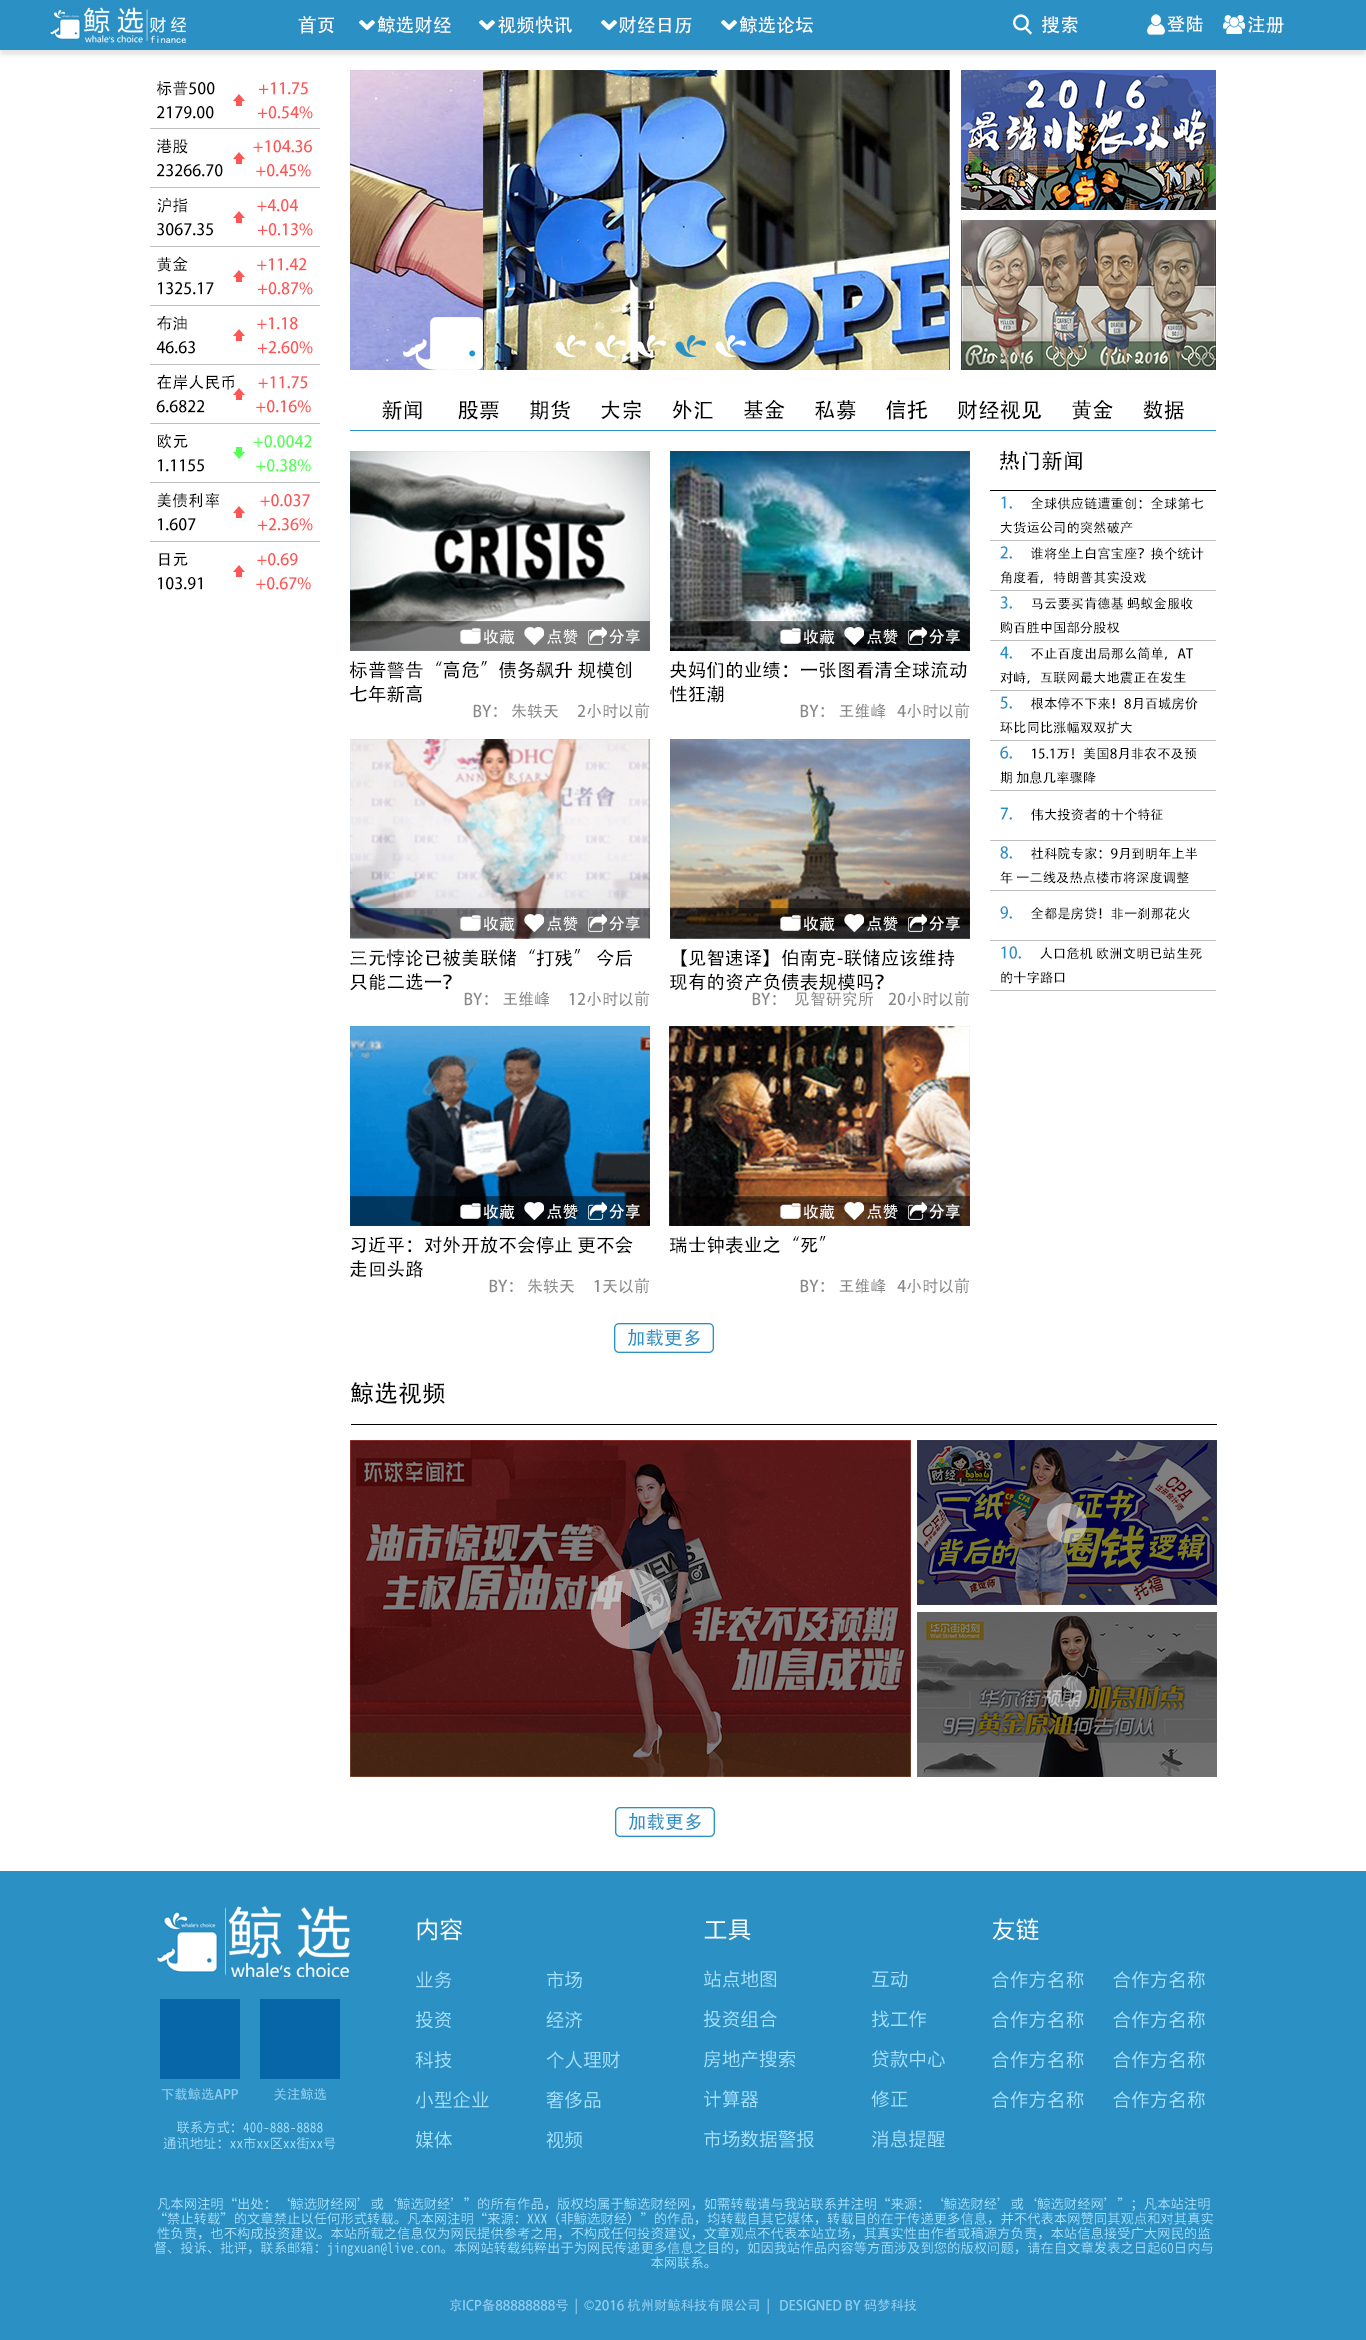 鲸选 财经
whale's choice finance
首页 鲸选财经 视频快讯 财经日历 鲸选论坛 搜索 登陆 注册
标普500 +11.75
2179.00 +0.54%
港股 +104.36
23266.70 +0.45%
沪指 +4.04
3067.35 +0.13%
黄金 +11.42
1325.17 +0.87%
布油 +1.18
46.63 +2.60%
在岸人民币 +11.75
6.6822 +0.16%
欧元 +0.0042
1.1155 +0.38%
美债利率 +0.037
1.607 +2.36%
日元 +0.69
103.91 +0.67%
OPE
2016
最强非农攻略
Rio 2016 Rio 2016
新闻 股票 期货 大宗 外汇 基金 私募 信托 财经视见 黄金 数据
CRISIS
收藏 点赞 分享
标普警告“高危”债务飙升 规模创
七年新高
BY： 朱轶天 2小时以前
收藏 点赞 分享
央妈们的业绩：一张图看清全球流动
性狂潮
BY： 王维峰 4小时以前
DHC
ANNIVERSARY
記者會
收藏 点赞 分享
三元悖论已被美联储“打残” 今后
只能二选一？
BY： 王维峰 12小时以前
收藏 点赞 分享
【见智速译】伯南克-联储应该维持
现有的资产负债表规模吗？
BY： 见智研究所 20小时以前
收藏 点赞 分享
习近平：对外开放不会停止 更不会
走回头路
BY： 朱轶天 1天以前
收藏 点赞 分享
瑞士钟表业之“死”
BY： 王维峰 4小时以前
加载更多
热门新闻
1. 全球供应链遭重创：全球第七
大货运公司的突然破产
2. 谁将坐上白宫宝座？换个统计
角度看，特朗普其实没戏
3. 马云要买肯德基 蚂蚁金服收
购百胜中国部分股权
4. 不止百度出局那么简单，AT
对峙，互联网最大地震正在发生
5. 根本停不下来！8月百城房价
环比同比涨幅双双扩大
6. 15.1万！美国8月非农不及预
期 加息几率骤降
7. 伟大投资者的十个特征
8. 社科院专家：9月到明年上半
年 一二线及热点楼市将深度调整
9. 全都是房贷！非一刹那花火
10. 人口危机 欧洲文明已站生死
的十字路口
鲸选视频
环球辛闻社
油市惊现大笔
主权原油对冲
NEWS
非农不及预期
加息成谜
财经
一纸证书
背后的圈钱逻辑
CPA
CFA
建造师
托福
华尔街时刻
Wall Street Moment
华尔街预期加息时点
9月黄金原油何去何从
加载更多
whale's choice
鲸选
whale's choice
下载鲸选APP 关注鲸选
联系方式：400-888-8888
通讯地址：xx市xx区xx街xx号
内容
业务 市场
投资 经济
科技 个人理财
小型企业 奢侈品
媒体 视频
工具
站点地图 互动
投资组合 找工作
房地产搜索 贷款中心
计算器 修正
市场数据警报 消息提醒
友链
合作方名称 合作方名称
合作方名称 合作方名称
合作方名称 合作方名称
合作方名称 合作方名称
凡本网注明“出处：‘鲸选财经网’或‘鲸选财经’”的所有作品，版权均属于鲸选财经网，如需转载请与我站联系并注明“来源：‘鲸选财经’或‘鲸选财经网’”；凡本站注明
“禁止转载”的文章禁止以任何形式转载。凡本网注明“来源：XXX（非鲸选财经）”的作品，均转载自其它媒体，转载目的在于传递更多信息，并不代表本网赞同其观点和对其真实
性负责，也不构成投资建议。本站所载之信息仅为网民提供参考之用，不构成任何投资建议，文章观点不代表本站立场，其真实性由作者或稿源方负责，本站信息接受广大网民的监
督、投诉、批评，联系邮箱：jingxuan@live.con。本网站转载纯粹出于为网民传递更多信息之目的，如因我站作品内容等方面涉及到您的版权问题，请在自文章发表之日起60日内与
本网联系。
京ICP备88888888号 | ©2016 杭州财鲸科技有限公司 | DESIGNED BY 码梦科技